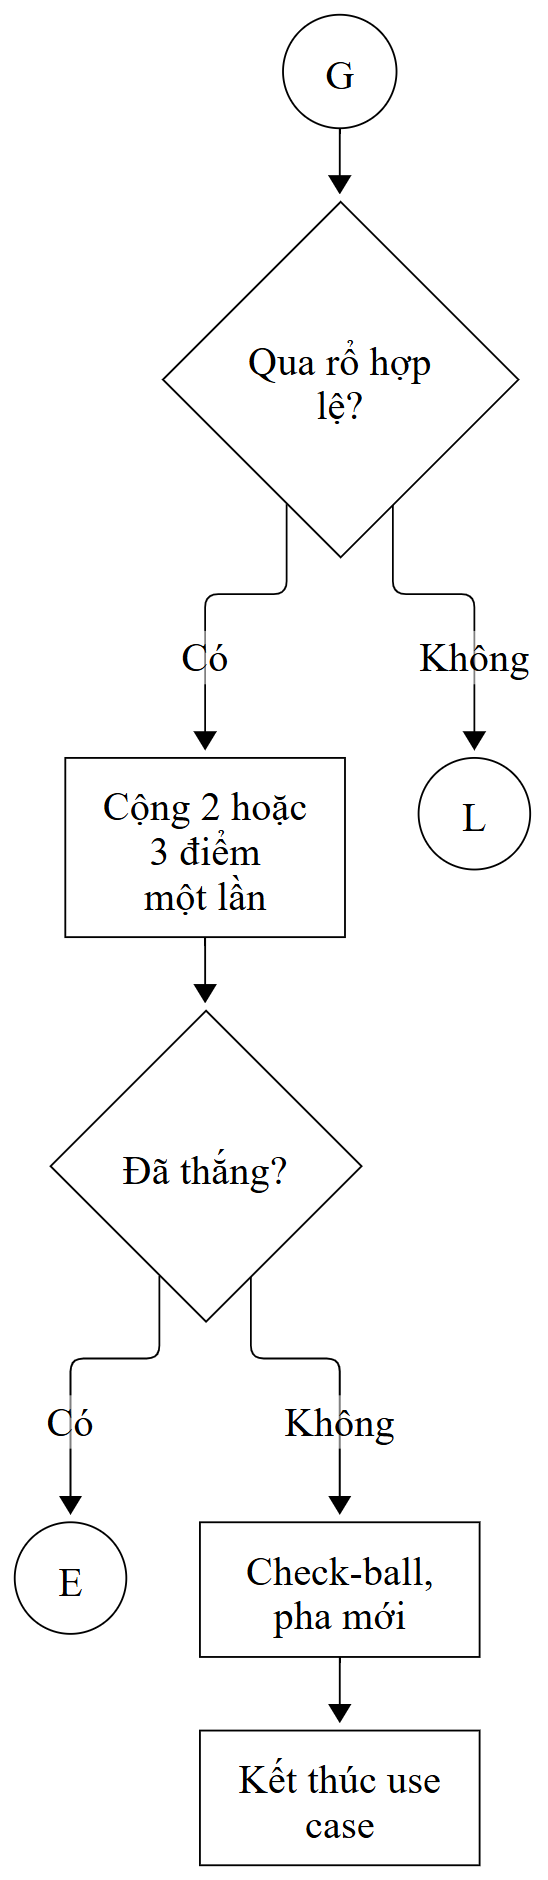 G
Qua rổ hợp
lệ?
Có
Không
Cộng 2 hoặc
3 điểm
một lần
L
Đã thắng?
Có
Không
E
Check-ball,
pha mới
Kết thúc use
case